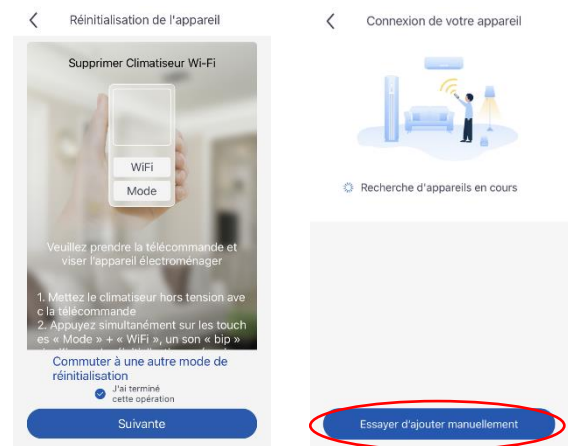 Réinitialisation de l'appareil
Supprimer Climatiseur Wi-Fi
WiFi
Mode
Veuillez prendre la télécommande et
viser l'appareil électroménager
1. Mettez le climatiseur hors tension ave
c la télécommande
2. Appuyez simultanément sur les touch
es « Mode » + « WiFi », un son « bip »
Commuter à une autre mode de
réinitialisation
J'ai terminé
cette opération
Suivante
Connexion de votre appareil
Recherche d'appareils en cours
Essayer d'ajouter manuellement